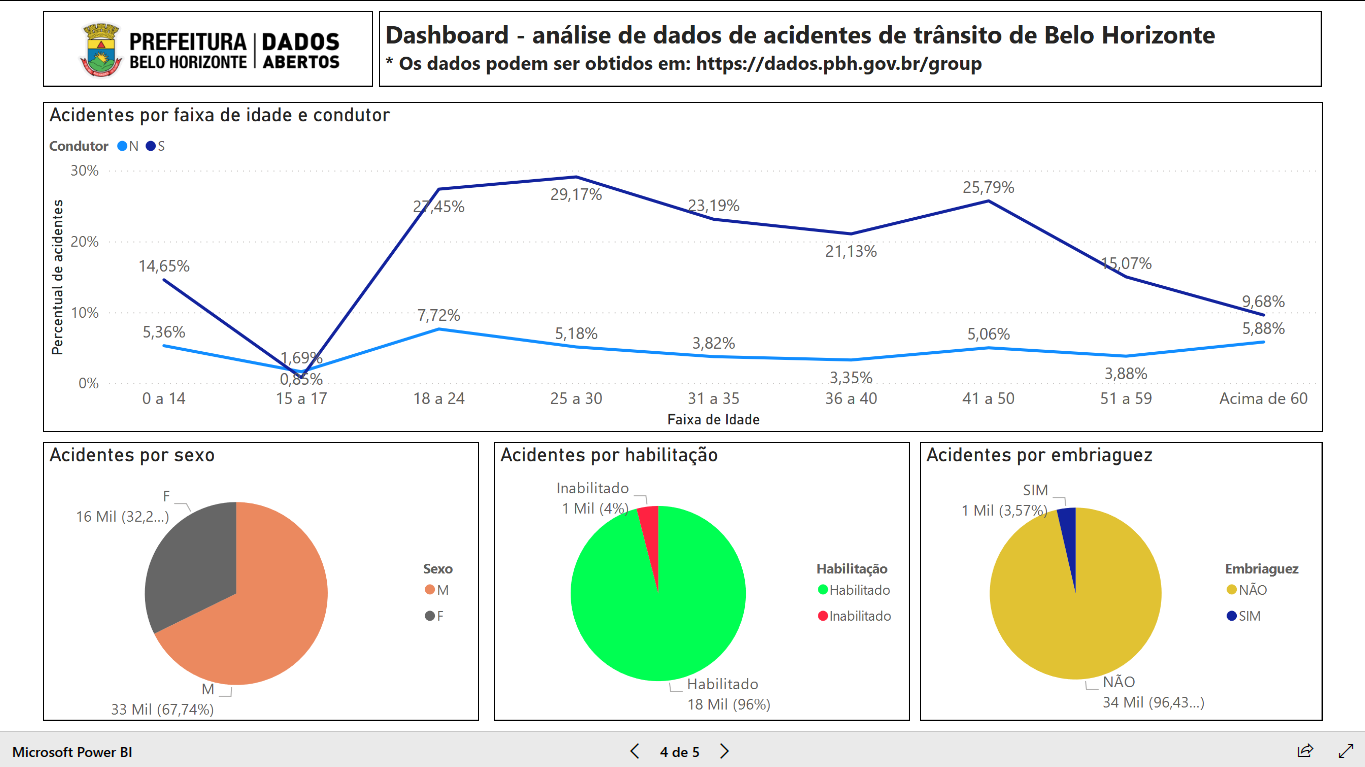 PREFEITURA
BELO HORIZONTE
DADOS
ABERTOS
Dashboard - análise de dados de acidentes de trânsito de Belo Horizonte
* Os dados podem ser obtidos em: https://dados.pbh.gov.br/group
Acidentes por faixa de idade e condutor
Condutor N S
Percentual de acidentes
30%
20%
10%
0%
14,65%
5,36%
1,69%
0,85%
27,45%
7,72%
29,17%
5,18%
23,19%
3,82%
21,13%
3,35%
25,79%
5,06%
15,07%
3,88%
9,68%
5,88%
0 a 14 15 a 17 18 a 24 25 a 30 31 a 35 36 a 40 41 a 50 51 a 59 Acima de 60
Faixa de Idade
Acidentes por sexo
F
16 Mil (32,2...)
M
33 Mil (67,74%)
Sexo
M
F
Acidentes por habilitação
Inabilitado
1 Mil (4%)
Habilitado
18 Mil (96%)
Habilitação
Habilitado
Inabilitado
Acidentes por embriaguez
SIM
1 Mil (3,57%)
NÃO
34 Mil (96,43...)
Embriaguez
NÃO
SIM
Microsoft Power BI
4 de 5